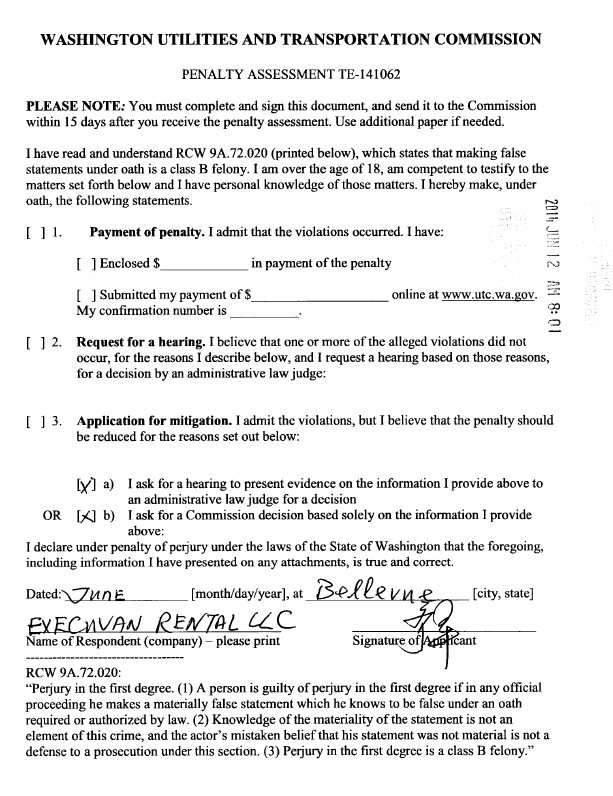 WASHINGTON UTILITIES AND TRANSPORTATION COMMISSION
PENALTY ASSESSMENT TE-141062
PLEASE NOTE: You must complete and sign this document, and send it to the Commission
within 15 days after you receive the penalty assessment. Use additional paper if needed.
I have read and understand RCW 9A.72.020 (printed below), which states that making false
statements under oath is a class B felony. I am over the age of 18, am competent to testify to the
matters set forth below and I have personal knowledge of those matters. I hereby make, under
oath, the following statements.
[ ] 1. Payment of penalty. I admit that the violations occurred. I have:
[ ] Enclosed $____________ in payment of the penalty
[ ] Submitted my payment of $___________________ online at www.utc.wa.gov.
My confirmation number is __________.
2014 JUN 12 AM 8:01
[ ] 2. Request for a hearing. I believe that one or more of the alleged violations did not
occur, for the reasons I describe below, and I request a hearing based on those reasons,
for a decision by an administrative law judge:
[ ] 3. Application for mitigation. I admit the violations, but I believe that the penalty should
be reduced for the reasons set out below:
[X] a) I ask for a hearing to present evidence on the information I provide above to
an administrative law judge for a decision
OR [X] b) I ask for a Commission decision based solely on the information I provide
above:
I declare under penalty of perjury under the laws of the State of Washington that the foregoing,
including information I have presented on any attachments, is true and correct.
Dated: JUNE [month/day/year], at Bellevue [city, state]
EXECUVAN RENTAL LLC
Name of Respondent (company) – please print Signature of Applicant
RCW 9A.72.020:
“Perjury in the first degree. (1) A person is guilty of perjury in the first degree if in any official
proceeding he makes a materially false statement which he knows to be false under an oath
required or authorized by law. (2) Knowledge of the materiality of the statement is not an
element of this crime, and the actor’s mistaken belief that his statement was not material is not a
defense to a prosecution under this section. (3) Perjury in the first degree is a class B felony.”